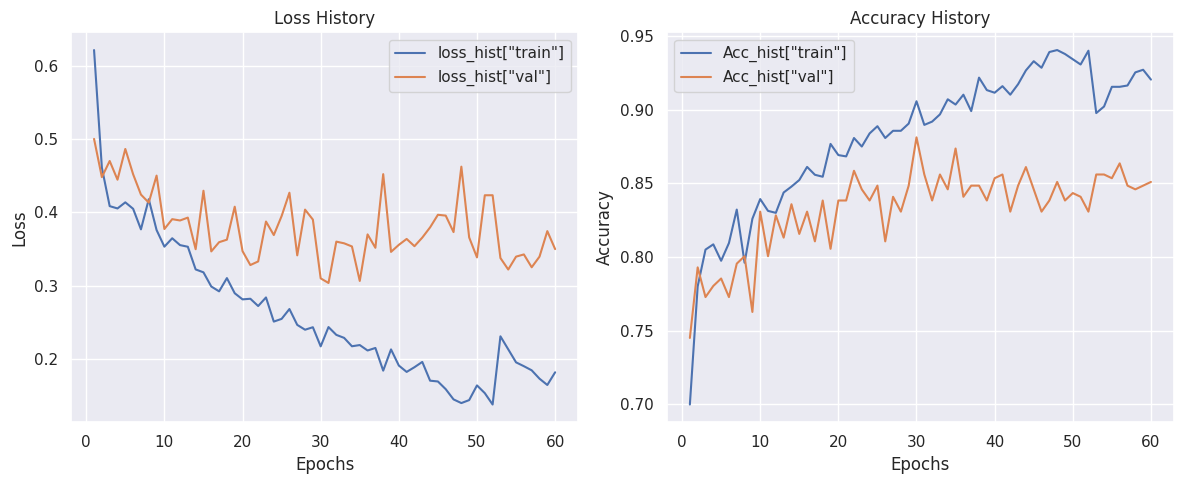 Loss History
Loss
0.6
0.5
0.4
0.3
0.2
loss_hist["train"]
loss_hist["val"]
0
10
20
30
40
50
60
Epochs
Accuracy History
Accuracy
0.95
0.90
0.85
0.80
0.75
0.70
Acc_hist["train"]
Acc_hist["val"]
0
10
20
30
40
50
60
Epochs